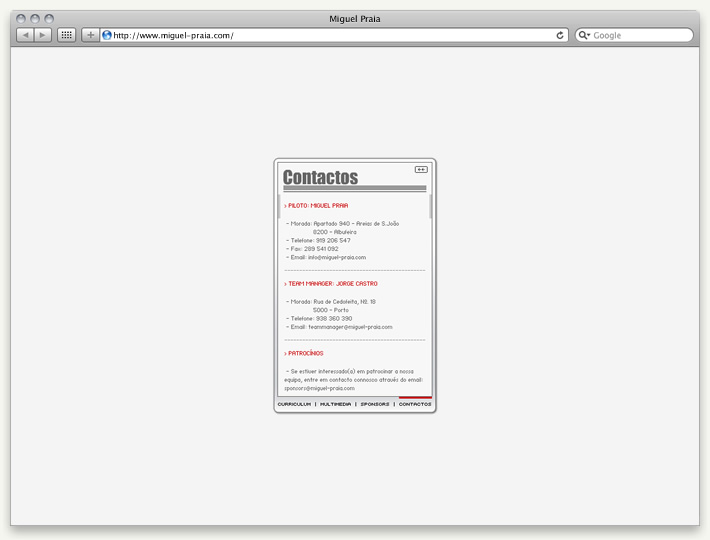 Miguel Praia
http://www.miguel-praia.com/
Google
Contactos
> PILOTO: MIGUEL PRAIA
- Morada: Apartado 940 - Areias de S.João
8200 - Albufeira
- Telefone: 919 206 547
- Fax: 289 541 092
- Email: info@miguel-praia.com
> TEAM MANAGER: JORGE CASTRO
- Morada: Rua de Cedofeita, N2. 18
5000 - Porto
- Telefone: 938 360 390
- Email: teammanager@miguel-praia.com
> PATROCÍNIOS
- Se estiver interessado(a) em patrocinar a nossa
equipa, entre em contacto connosco através do email:
sponsors@miguel-praia.com
CURRICULUM | MULTIMEDIA | SPONSORS | CONTACTOS